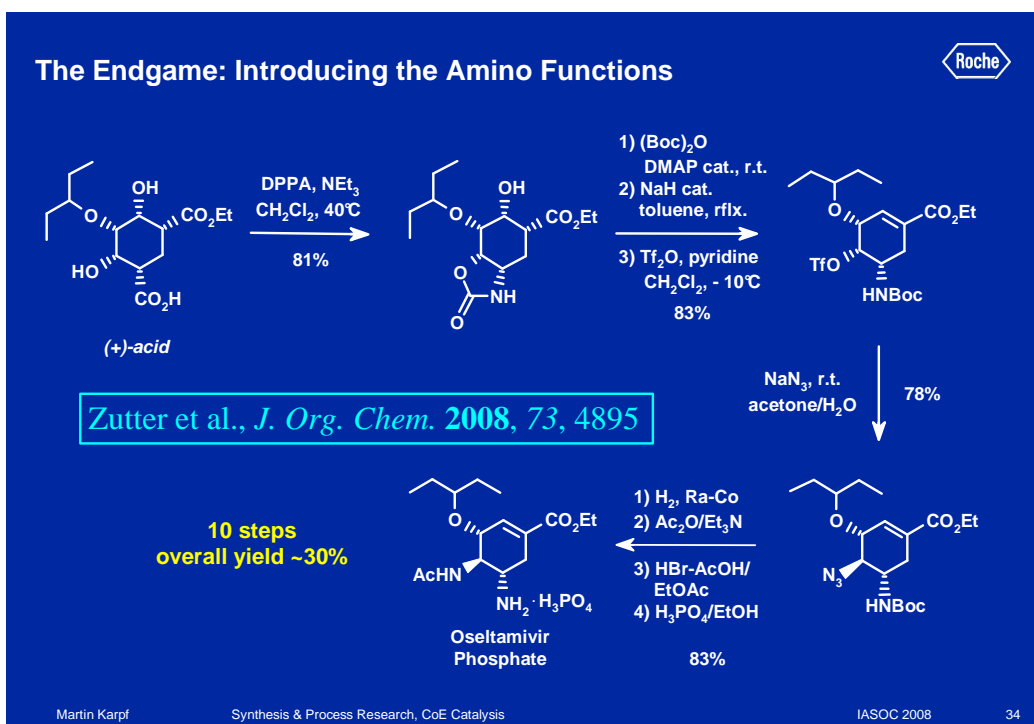 The Endgame: Introducing the Amino Functions
Roche
OH
O
CO2Et
HO
CO2H
(+)-acid
DPPA, NEt3
CH2Cl2, 40°C
81%
OH
O
CO2Et
O
NH
O
1) (Boc)2O
DMAP cat., r.t.
2) NaH cat.
toluene, rflx.
3) Tf2O, pyridine
CH2Cl2, - 10°C
83%
O
CO2Et
TfO
HNBoc
NaN3, r.t.
acetone/H2O
78%
Zutter et al., J. Org. Chem. 2008, 73, 4895
10 steps
overall yield ~30%
O
CO2Et
AcHN
NH2 · H3PO4
Oseltamivir
Phosphate
1) H2, Ra-Co
2) Ac2O/Et3N
3) HBr-AcOH/
EtOAc
4) H3PO4/EtOH
83%
O
CO2Et
N3
HNBoc
Martin Karpf Synthesis & Process Research, CoE Catalysis IASOC 2008 34